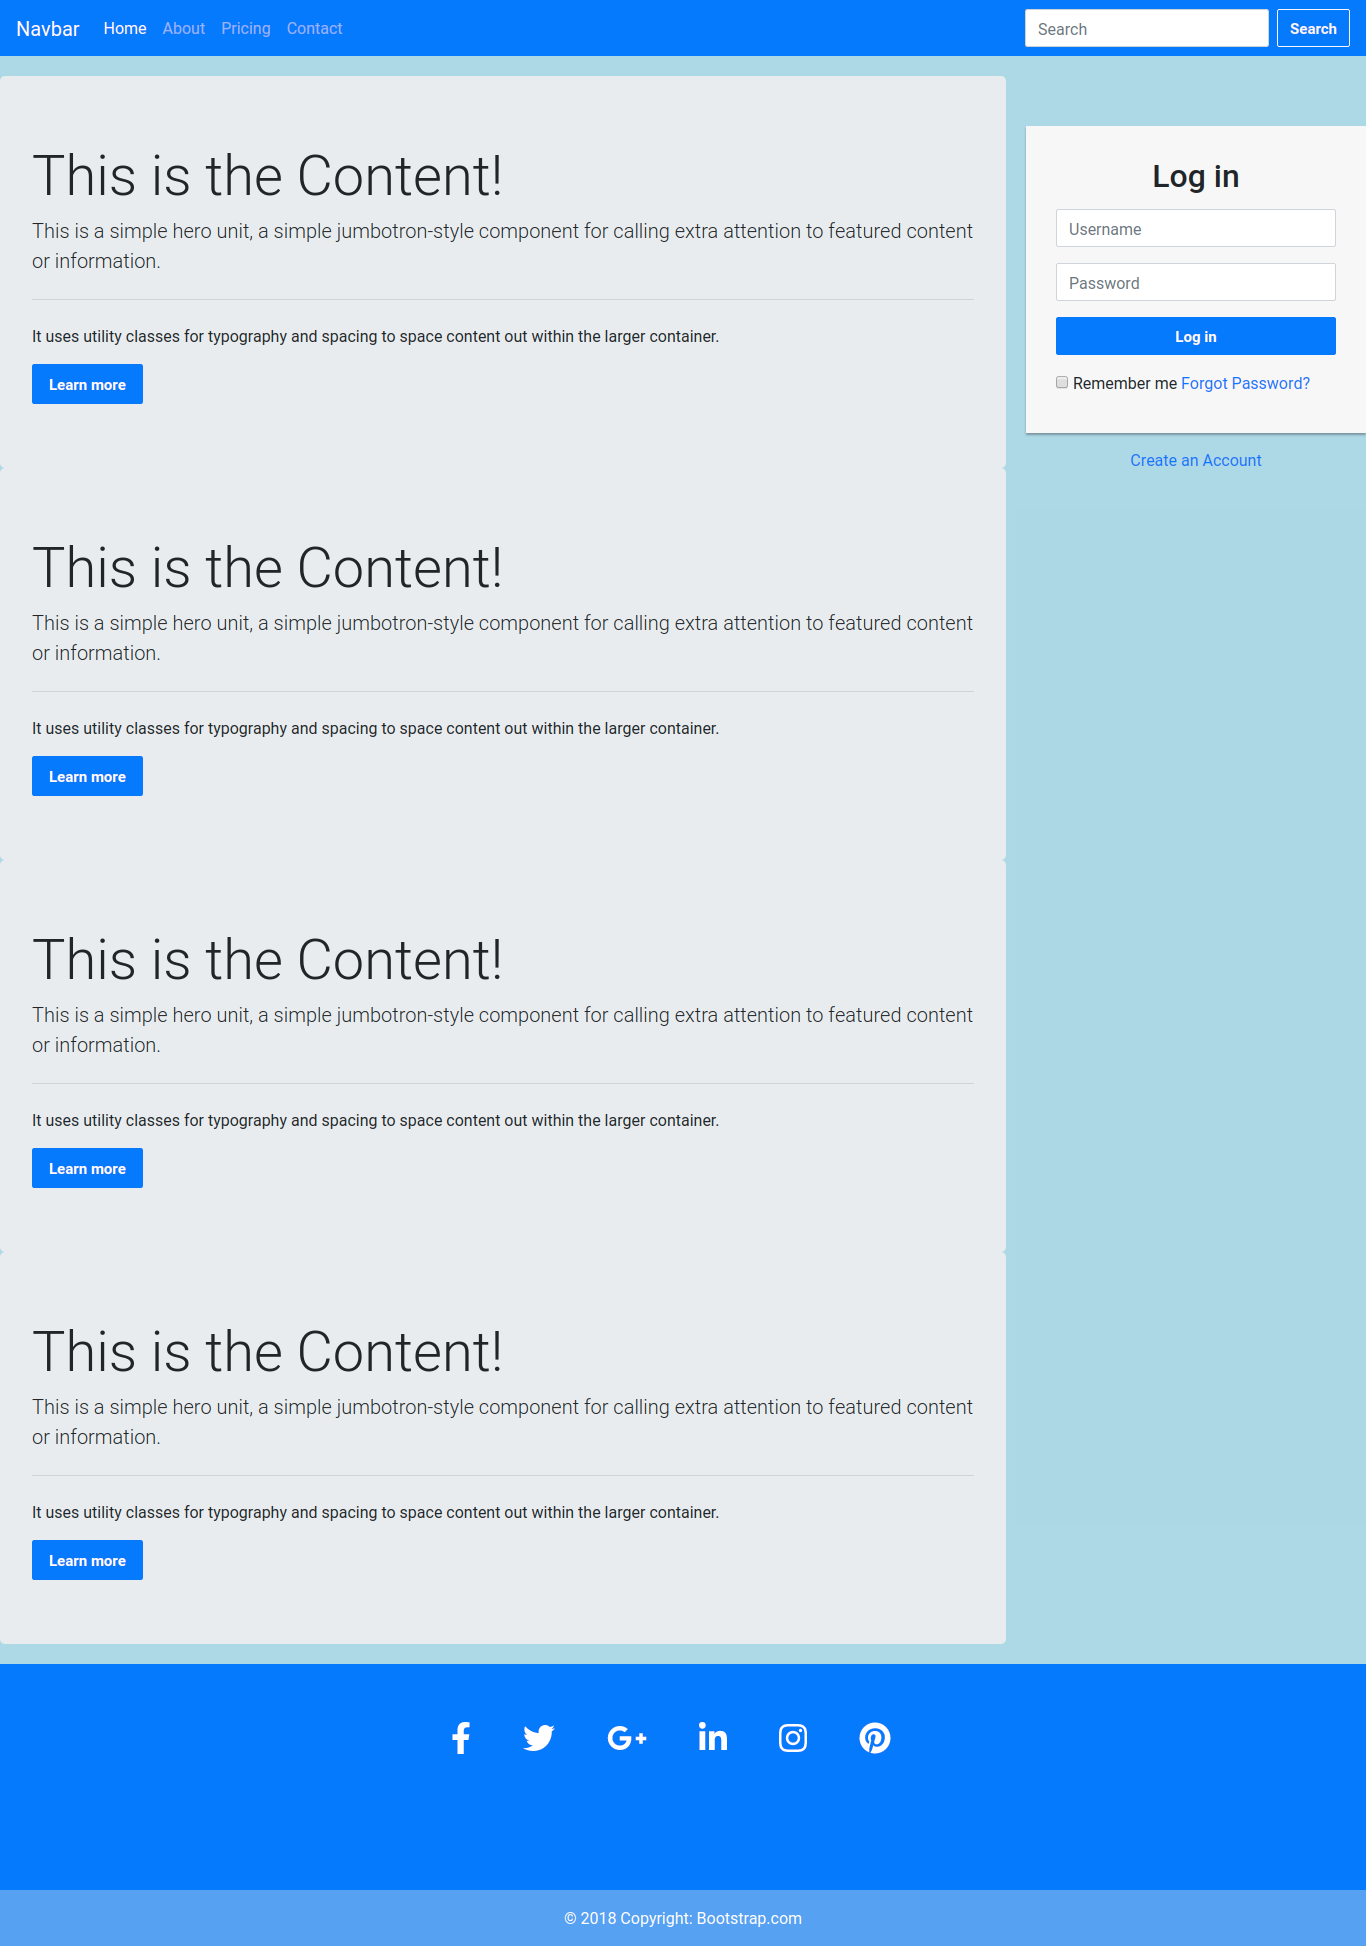 Navbar Home About Pricing Contact Search Search
This is the Content!
This is a simple hero unit, a simple jumbotron-style component for calling extra attention to featured content
or information.
It uses utility classes for typography and spacing to space content out within the larger container.
Learn more
Log in
Username
Password
Log in
Remember me Forgot Password?
Create an Account
This is the Content!
This is a simple hero unit, a simple jumbotron-style component for calling extra attention to featured content
or information.
It uses utility classes for typography and spacing to space content out within the larger container.
Learn more
This is the Content!
This is a simple hero unit, a simple jumbotron-style component for calling extra attention to featured content
or information.
It uses utility classes for typography and spacing to space content out within the larger container.
Learn more
This is the Content!
This is a simple hero unit, a simple jumbotron-style component for calling extra attention to featured content
or information.
It uses utility classes for typography and spacing to space content out within the larger container.
Learn more
© 2018 Copyright: Bootstrap.com